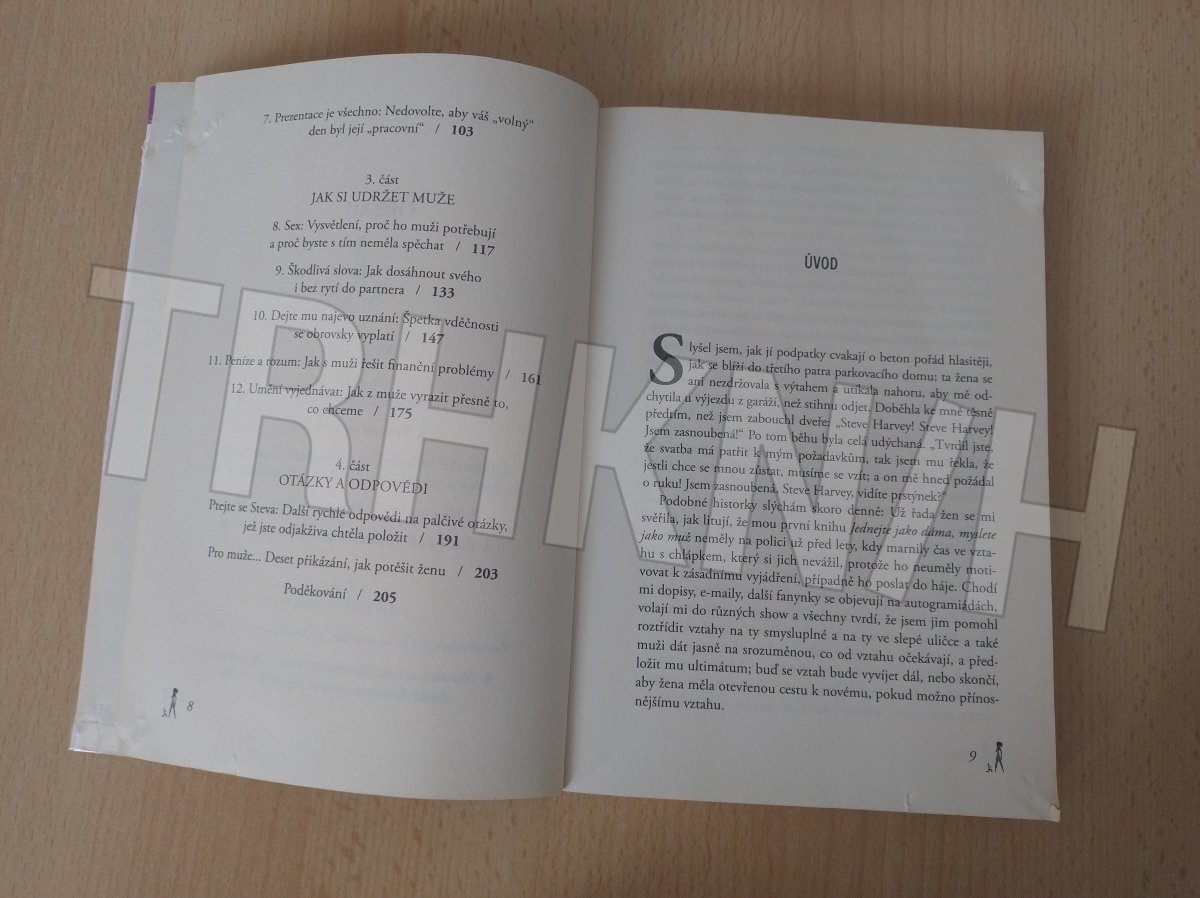 7. Prezentace je všechno: Nedovolte, aby váš „volný“
den byl její „pracovní“ / 103
3. část
JAK SI UDRŽET MUŽE
8. Sex: Vysvětlení, proč ho muži potřebují
a proč byste s tím neměla spěchat / 117
9. Škodlivá slova: Jak dosáhnout svého
i bez rytí do partnera / 133
10. Dejte mu najevo uznání: Špetka vděčnosti
se obrovsky vyplatí / 147
11. Peníze a rozum: Jak s muži řešit finanční problémy / 161
12. Umění vyjednávat: Jak z muže vyrazit přesně to,
co chceme / 175
4. část
OTÁZKY A ODPOVĚDI
Ptejte se Steva: Další rychlé odpovědi na palčivé otázky,
jež jste odjakživa chtěla položit / 191
Pro muže... Deset přikázání, jak potěšit ženu / 203
Poděkování / 205
8
ÚVOD
Slyšel jsem, jak jí podpatky cvakají o beton pořád hlasitěji,
jak se blíží do třetího patra parkovacího domu; ta žena se
ani nezdržovala s výtahem a utíkala nahoru, aby mě od-
chytila u výjezdu z garáží, než stihnu odjet. Doběhla ke mně těsně
předtím, než jsem zabouchl dveře: „Steve Harvey! Steve Harvey!
Jsem zasnoubená!“ Po tom běhu byla celá udýchaná. „Tvrdil jste,
že svatba má patřit k mým požadavkům, tak jsem mu řekla, že
jestli chce se mnou zůstat, musíme se vzít; a on mě hned požádal
o ruku! Jsem zasnoubená, Steve Harvey, vidíte prstýnek?“
Podobné historky slýchám skoro denně: Už řada žen se mi
svěřila, jak litují, že mou první knihu Jednejte jako dáma, myslete
jako muž neměly na polici už před lety, kdy marnily čas ve vzta-
hu s chlápkem, který si jich nevážil, protože ho neuměly moti-
vovat k zásadnímu vyjádření, případně ho poslat do háje. Chodí
mi dopisy, e-maily, další fanynky se objevují na autogramiádách,
volají mi do různých show a všechny tvrdí, že jsem jim pomohl
roztřídit vztahy na ty smysluplné a na ty ve slepé uličce a také
muži dát jasně na srozuměnou, co od vztahu očekávají, a před-
ložit mu ultimátum; buď se vztah bude vyvíjet dál, nebo skončí,
aby žena měla otevřenou cestu k novému, pokud možno přínos-
nějšímu vztahu.
9
TRHKNIH